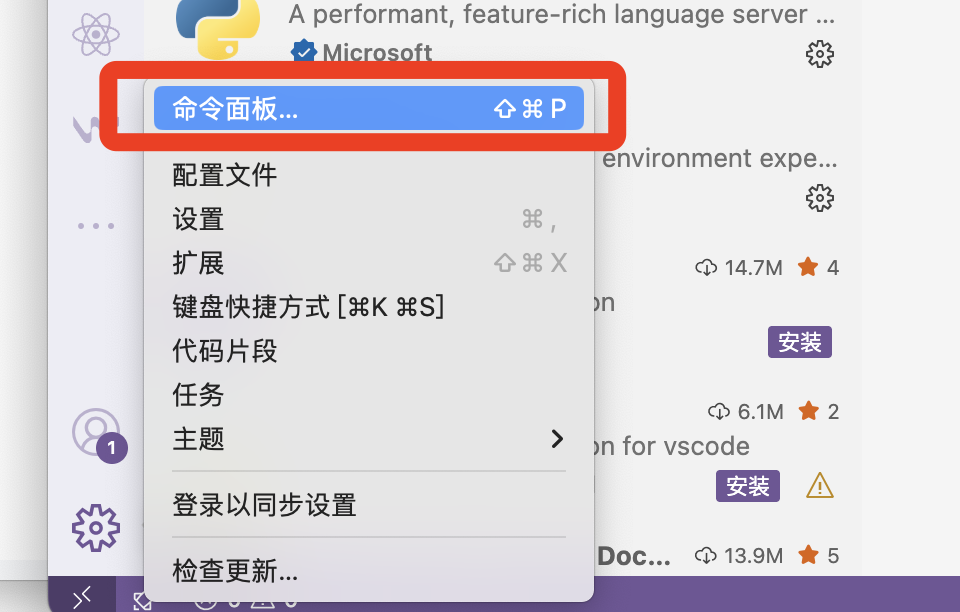 A performant, feature-rich language server ...
Microsoft
命令面板... ⇧⌘P
environment expe...
配置文件
设置 ⌘,
扩展 ⇧⌘X
14.7M 4
键盘快捷方式 [⌘K ⌘S]
on
安装
代码片段
任务
6.1M 2
主题
on for vscode
1
安装
登录以同步设置
Doc... 13.9M 5
检查更新...